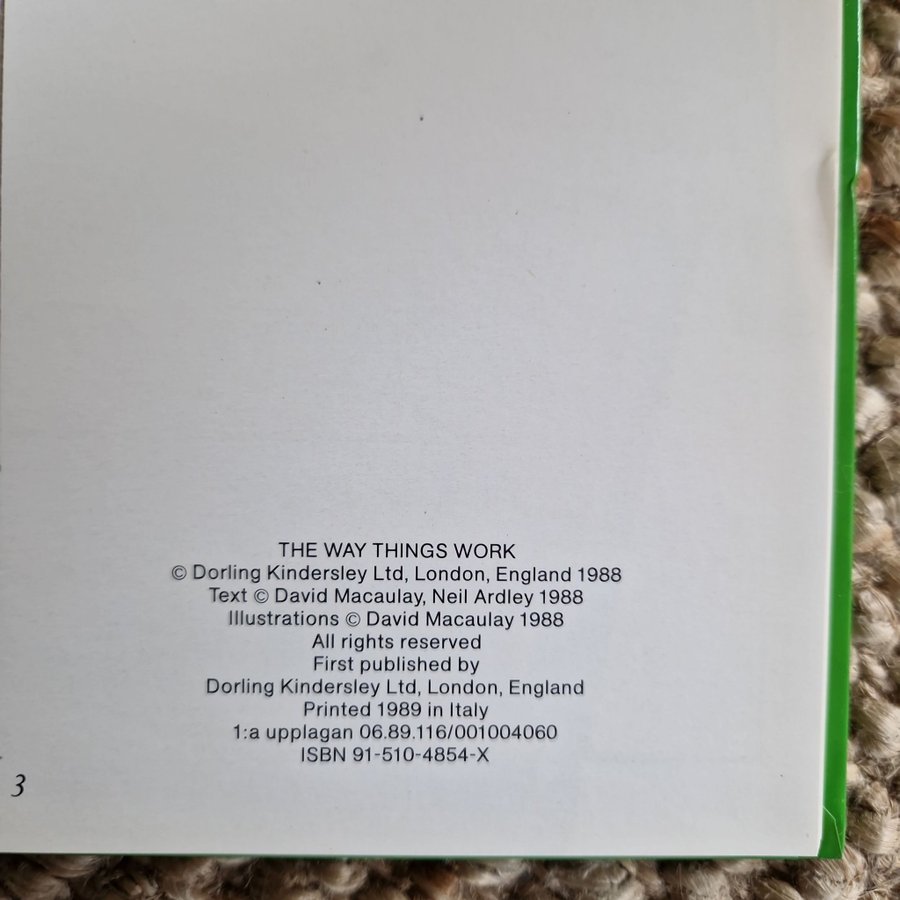 THE WAY THINGS WORK
© Dorling Kindersley Ltd, London, England 1988
Text © David Macaulay, Neil Ardley 1988
Illustrations © David Macaulay 1988
All rights reserved
First published by
Dorling Kindersley Ltd, London, England
Printed 1989 in Italy
1:a upplagan 06.89.116/001004060
ISBN 91-510-4854-X
3